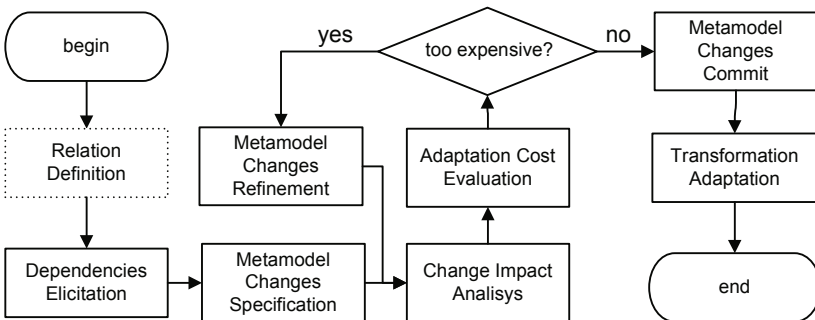 begin
Relation
Definition
Dependencies
Elicitation
Metamodel
Changes
Specification
yes
Metamodel
Changes
Refinement
Change Impact
Analisys
Adaptation Cost
Evaluation
too expensive?
no
Metamodel
Changes
Commit
Transformation
Adaptation
end